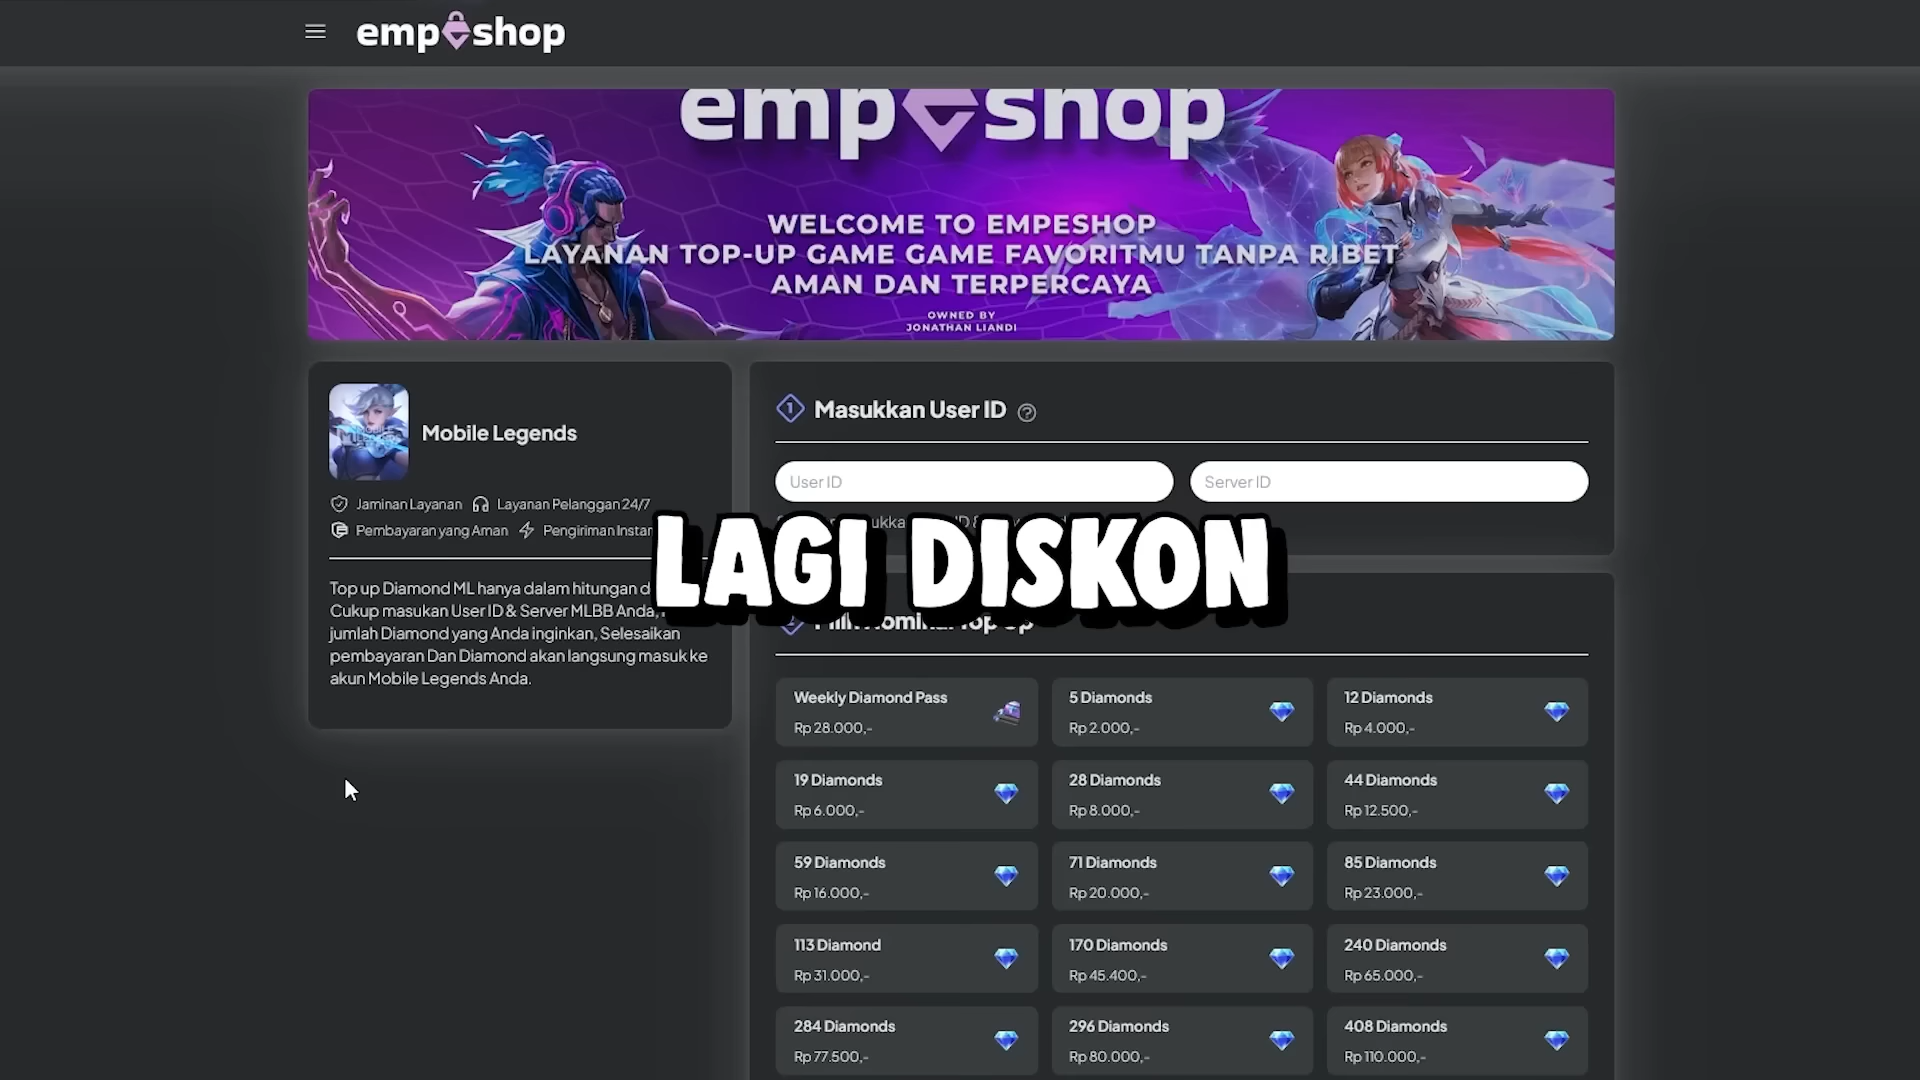 empeshop
empeshop
WELCOME TO EMPESHOP
LAYANAN TOP-UP GAME GAME FAVORITMU TANPA RIBET
AMAN DAN TERPERCAYA
OWNED BY
JONATHAN LIANDI
Mobile Legends
Jaminan Layanan Layanan Pelanggan 24/7
Pembayaran yang Aman Pengiriman Instan
Top up Diamond ML hanya dalam hitungan
Cukup masukan User ID & Server MLBB Anda,
jumlah Diamond yang Anda inginkan, Selesaikan
pembayaran Dan Diamond akan langsung masuk ke
akun Mobile Legends Anda.
1 Masukkan User ID ?
User ID
Server ID
LAGI DISKON
Top Up
Weekly Diamond Pass
Rp 28.000,-
5 Diamonds
Rp 2.000,-
12 Diamonds
Rp 4.000,-
19 Diamonds
Rp 6.000,-
28 Diamonds
Rp 8.000,-
44 Diamonds
Rp 12.500,-
59 Diamonds
Rp 16.000,-
71 Diamonds
Rp 20.000,-
85 Diamonds
Rp 23.000,-
113 Diamond
Rp 31.000,-
170 Diamonds
Rp 45.400,-
240 Diamonds
Rp 65.000,-
284 Diamonds
Rp 77.500,-
296 Diamonds
Rp 80.000,-
408 Diamonds
Rp 110.000,-